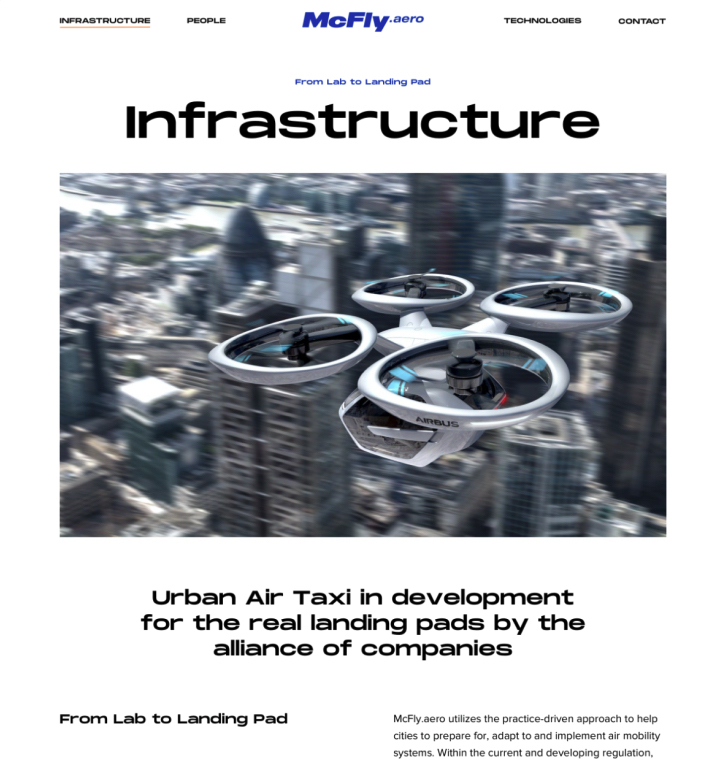 INFRASTRUCTURE
PEOPLE
McFly.aero
TECHNOLOGIES
CONTACT
From Lab to Landing Pad
Infrastructure
AIRBUS
Urban Air Taxi in development
for the real landing pads by the
alliance of companies
From Lab to Landing Pad
McFly.aero utilizes the practice-driven approach to help
cities to prepare for, adapt to and implement air mobility
systems. Within the current and developing regulation,